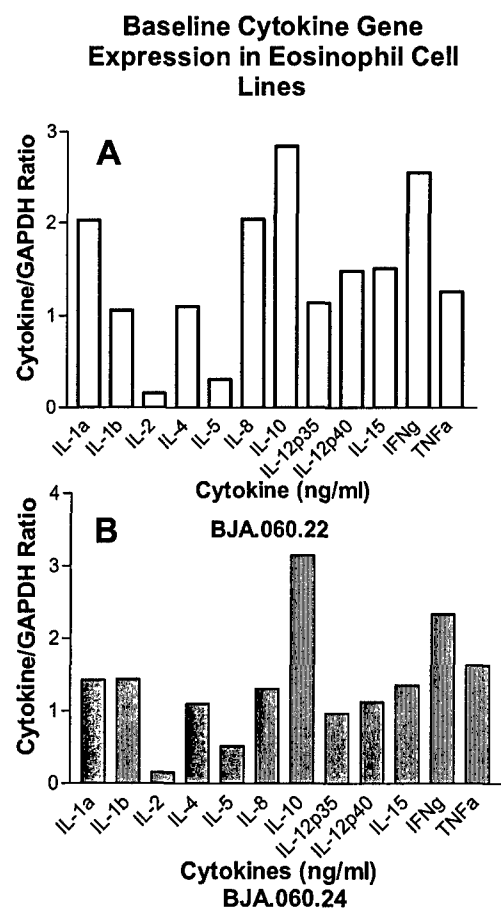 Baseline Cytokine Gene
Expression in Eosinophil Cell
Lines
A
Cytokine/GAPDH Ratio
3
2
1
0
IL-1a IL-1b IL-2 IL-4 IL-5 IL-8 IL-10 IL-12p35 IL-12p40 IL-15 IFNg TNFa
Cytokine (ng/ml)
BJA.060.22
B
Cytokine/GAPDH Ratio
4
3
2
1
0
IL-1a IL-1b IL-2 IL-4 IL-5 IL-8 IL-10 IL-12p35 IL-12p40 IL-15 IFNg TNFa
Cytokines (ng/ml)
BJA.060.24